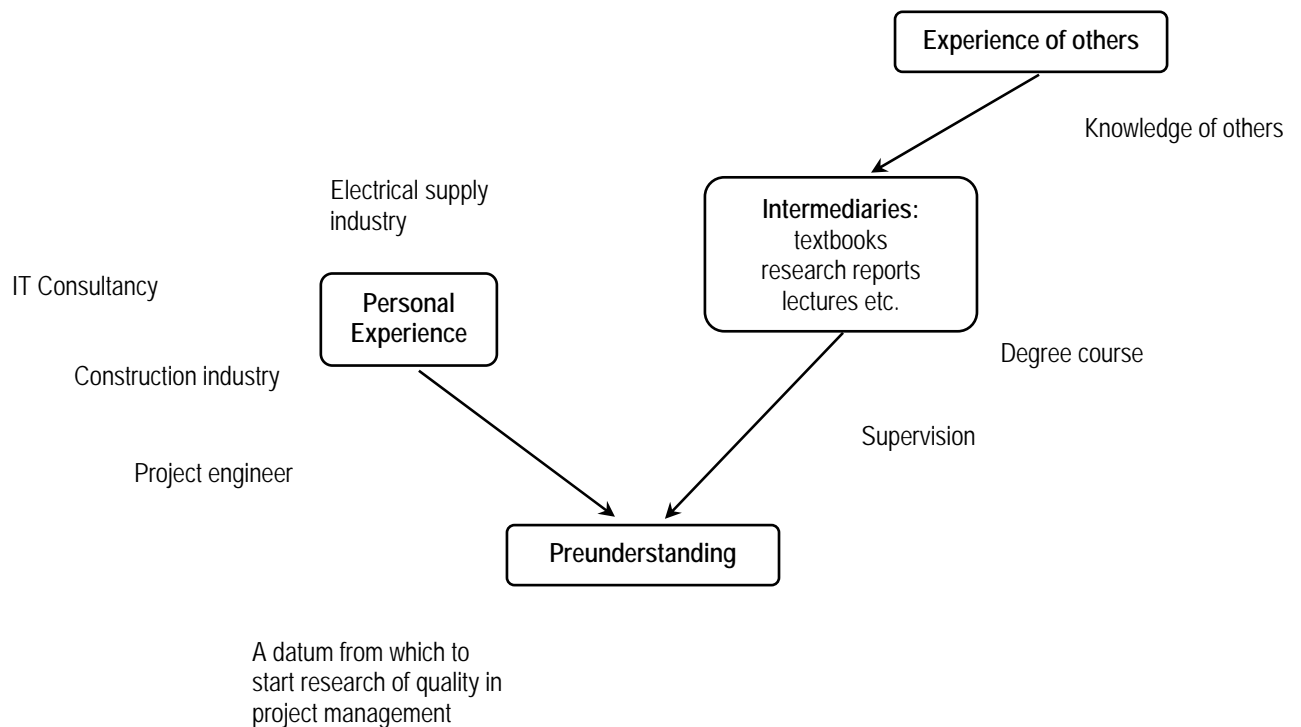 Experience of others
Knowledge of others
Electrical supply
industry
Intermediaries:
textbooks
research reports
lectures etc.
IT Consultancy
Personal
Experience
Degree course
Construction industry
Supervision
Project engineer
Preunderstanding
A datum from which to
start research of quality in
project management